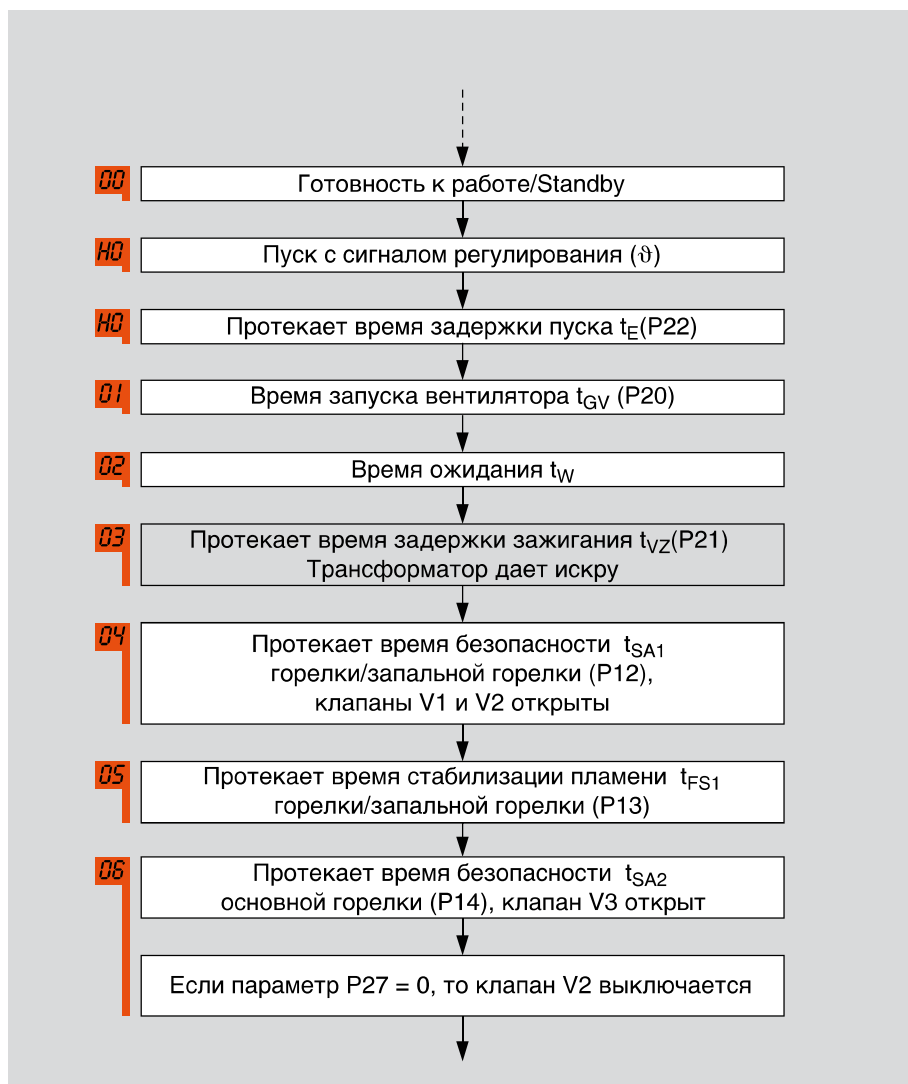 00
Готовность к работе/Standby
H0
Пуск с сигналом регулирования (ϑ)
H0
Протекает время задержки пуска tE(P22)
01
Время запуска вентилятора tGV (P20)
02
Время ожидания tW
03
Протекает время задержки зажигания tVZ(P21)
Трансформатор дает искру
04
Протекает время безопасности tSA1
горелки/запальной горелки (P12),
клапаны V1 и V2 открыты
05
Протекает время стабилизации пламени tFS1
горелки/запальной горелки (P13)
06
Протекает время безопасности tSA2
основной горелки (P14), клапан V3 открыт
Если параметр P27 = 0, то клапан V2 выключается